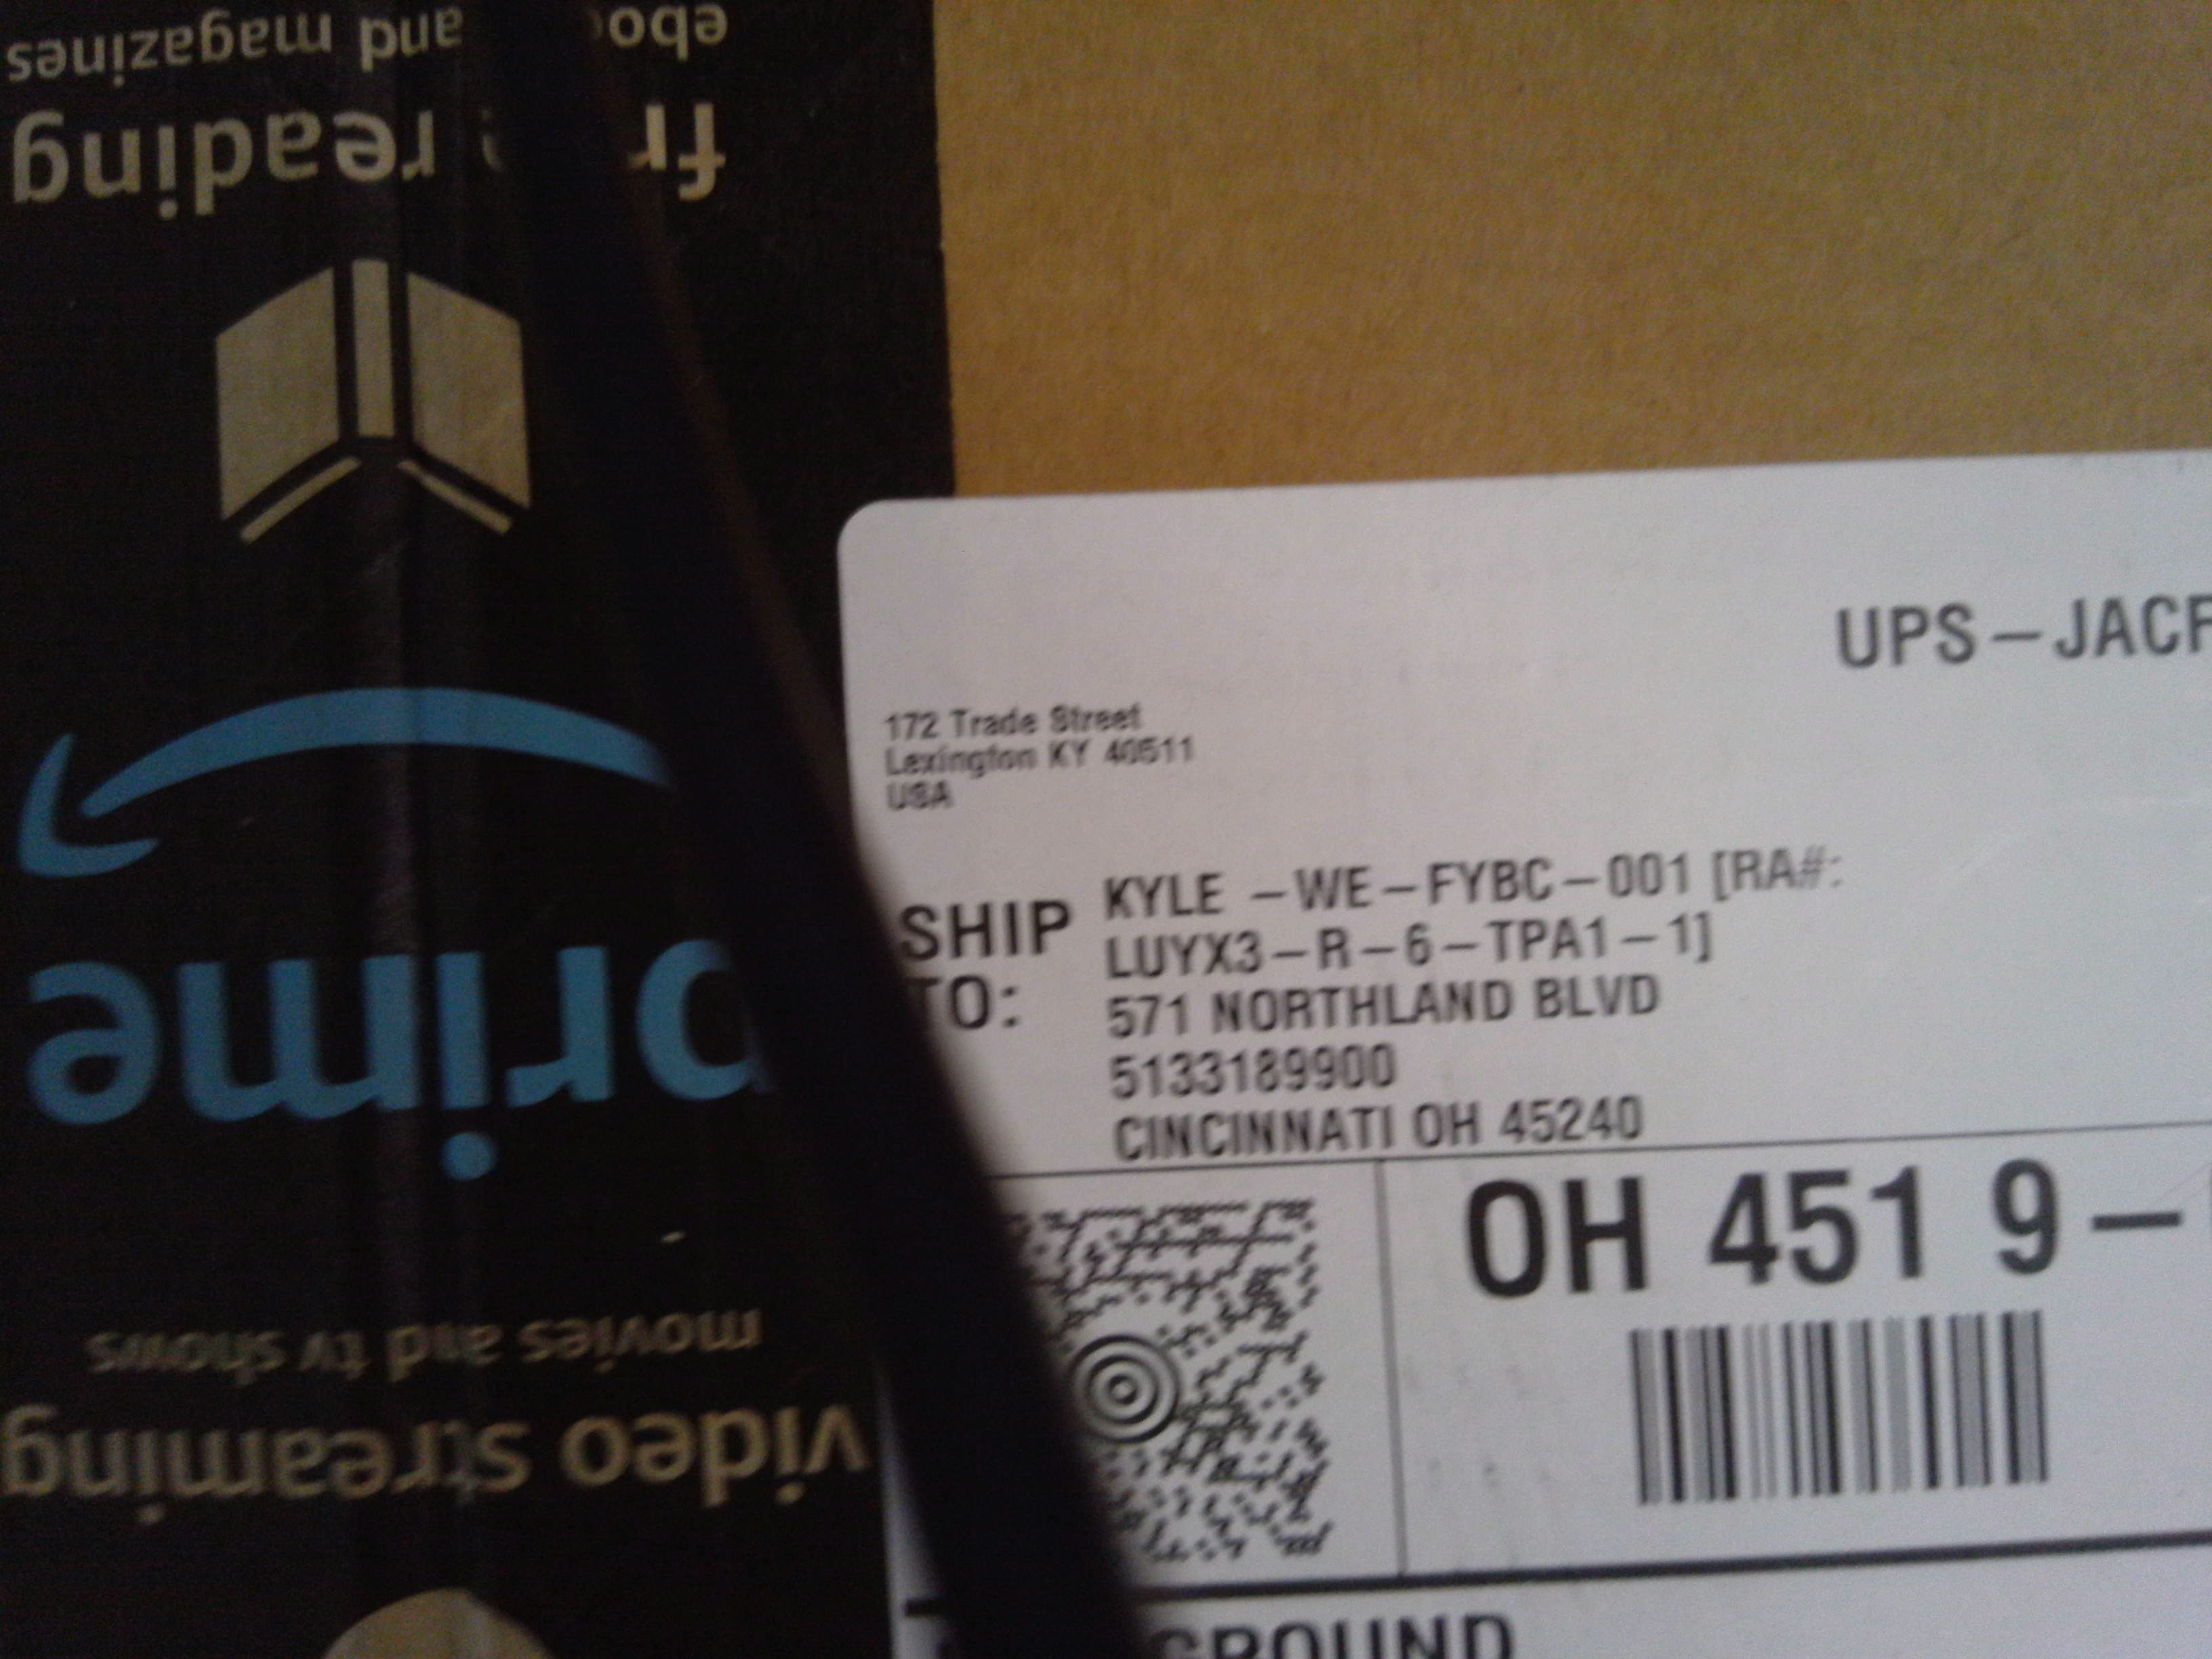 ebo
and magazines
fr reading
prime
movies and tv shows
video streaming
UPS-JACF
172 Trade Street
Lexington KY 40511
USA
SHIP TO:
KYLE -WE-FYBC-001 [RA#:
LUYX3-R-6-TPA1-1]
571 NORTHLAND BLVD
5133189900
CINCINNATI OH 45240
OH 451 9-
GROUND